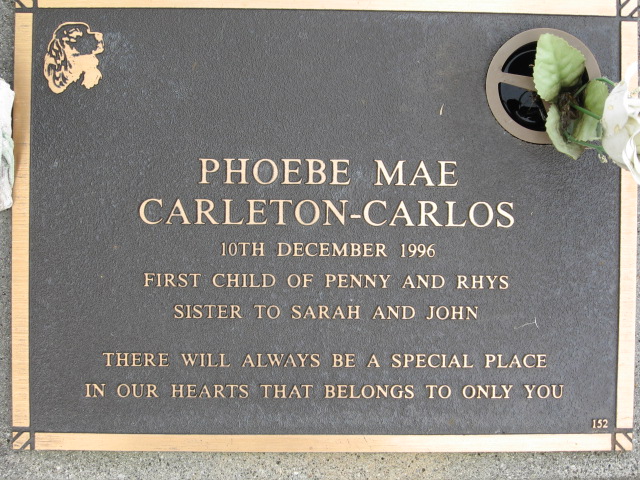 PHOEBE MAE
CARLETON-CARLOS
10TH DECEMBER 1996
FIRST CHILD OF PENNY AND RHYS
SISTER TO SARAH AND JOHN
THERE WILL ALWAYS BE A SPECIAL PLACE
IN OUR HEARTS THAT BELONGS TO ONLY YOU
152